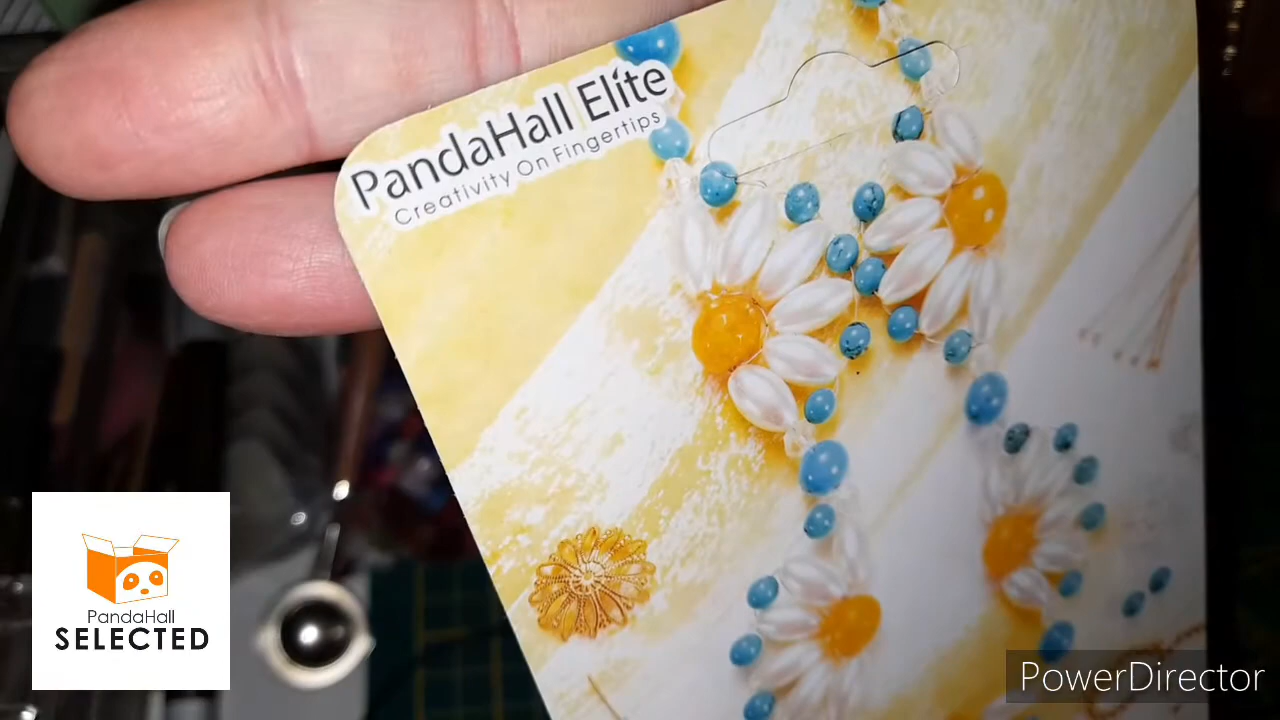 PandaHall Elite
Creativity On Fingertips
PandaHall
SELECTED
PowerDirector